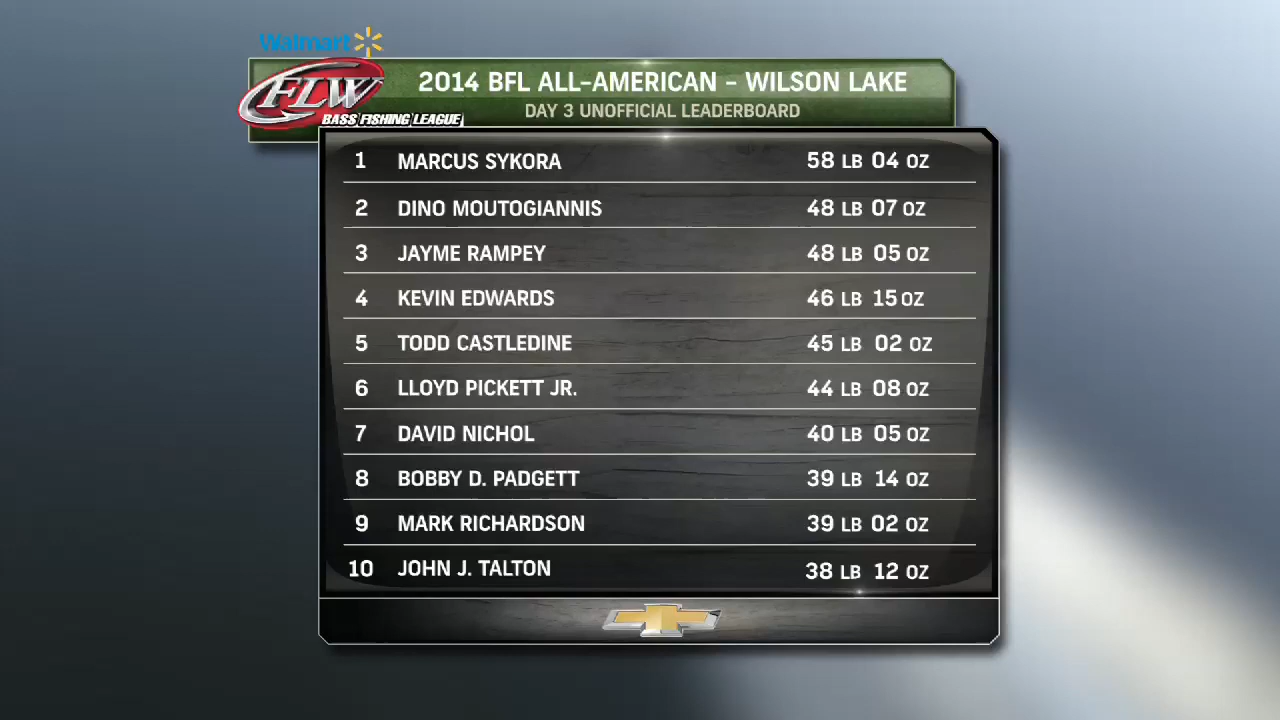 Walmart
FLW
BASS FISHING LEAGUE
2014 BFL ALL-AMERICAN - WILSON LAKE
DAY 3 UNOFFICIAL LEADERBOARD
1 MARCUS SYKORA 58 LB 04 OZ
2 DINO MOUTOGIANNIS 48 LB 07 OZ
3 JAYME RAMPEY 48 LB 05 OZ
4 KEVIN EDWARDS 46 LB 15 OZ
5 TODD CASTLEDINE 45 LB 02 OZ
6 LLOYD PICKETT JR. 44 LB 08 OZ
7 DAVID NICHOL 40 LB 05 OZ
8 BOBBY D. PADGETT 39 LB 14 OZ
9 MARK RICHARDSON 39 LB 02 OZ
10 JOHN J. TALTON 38 LB 12 OZ